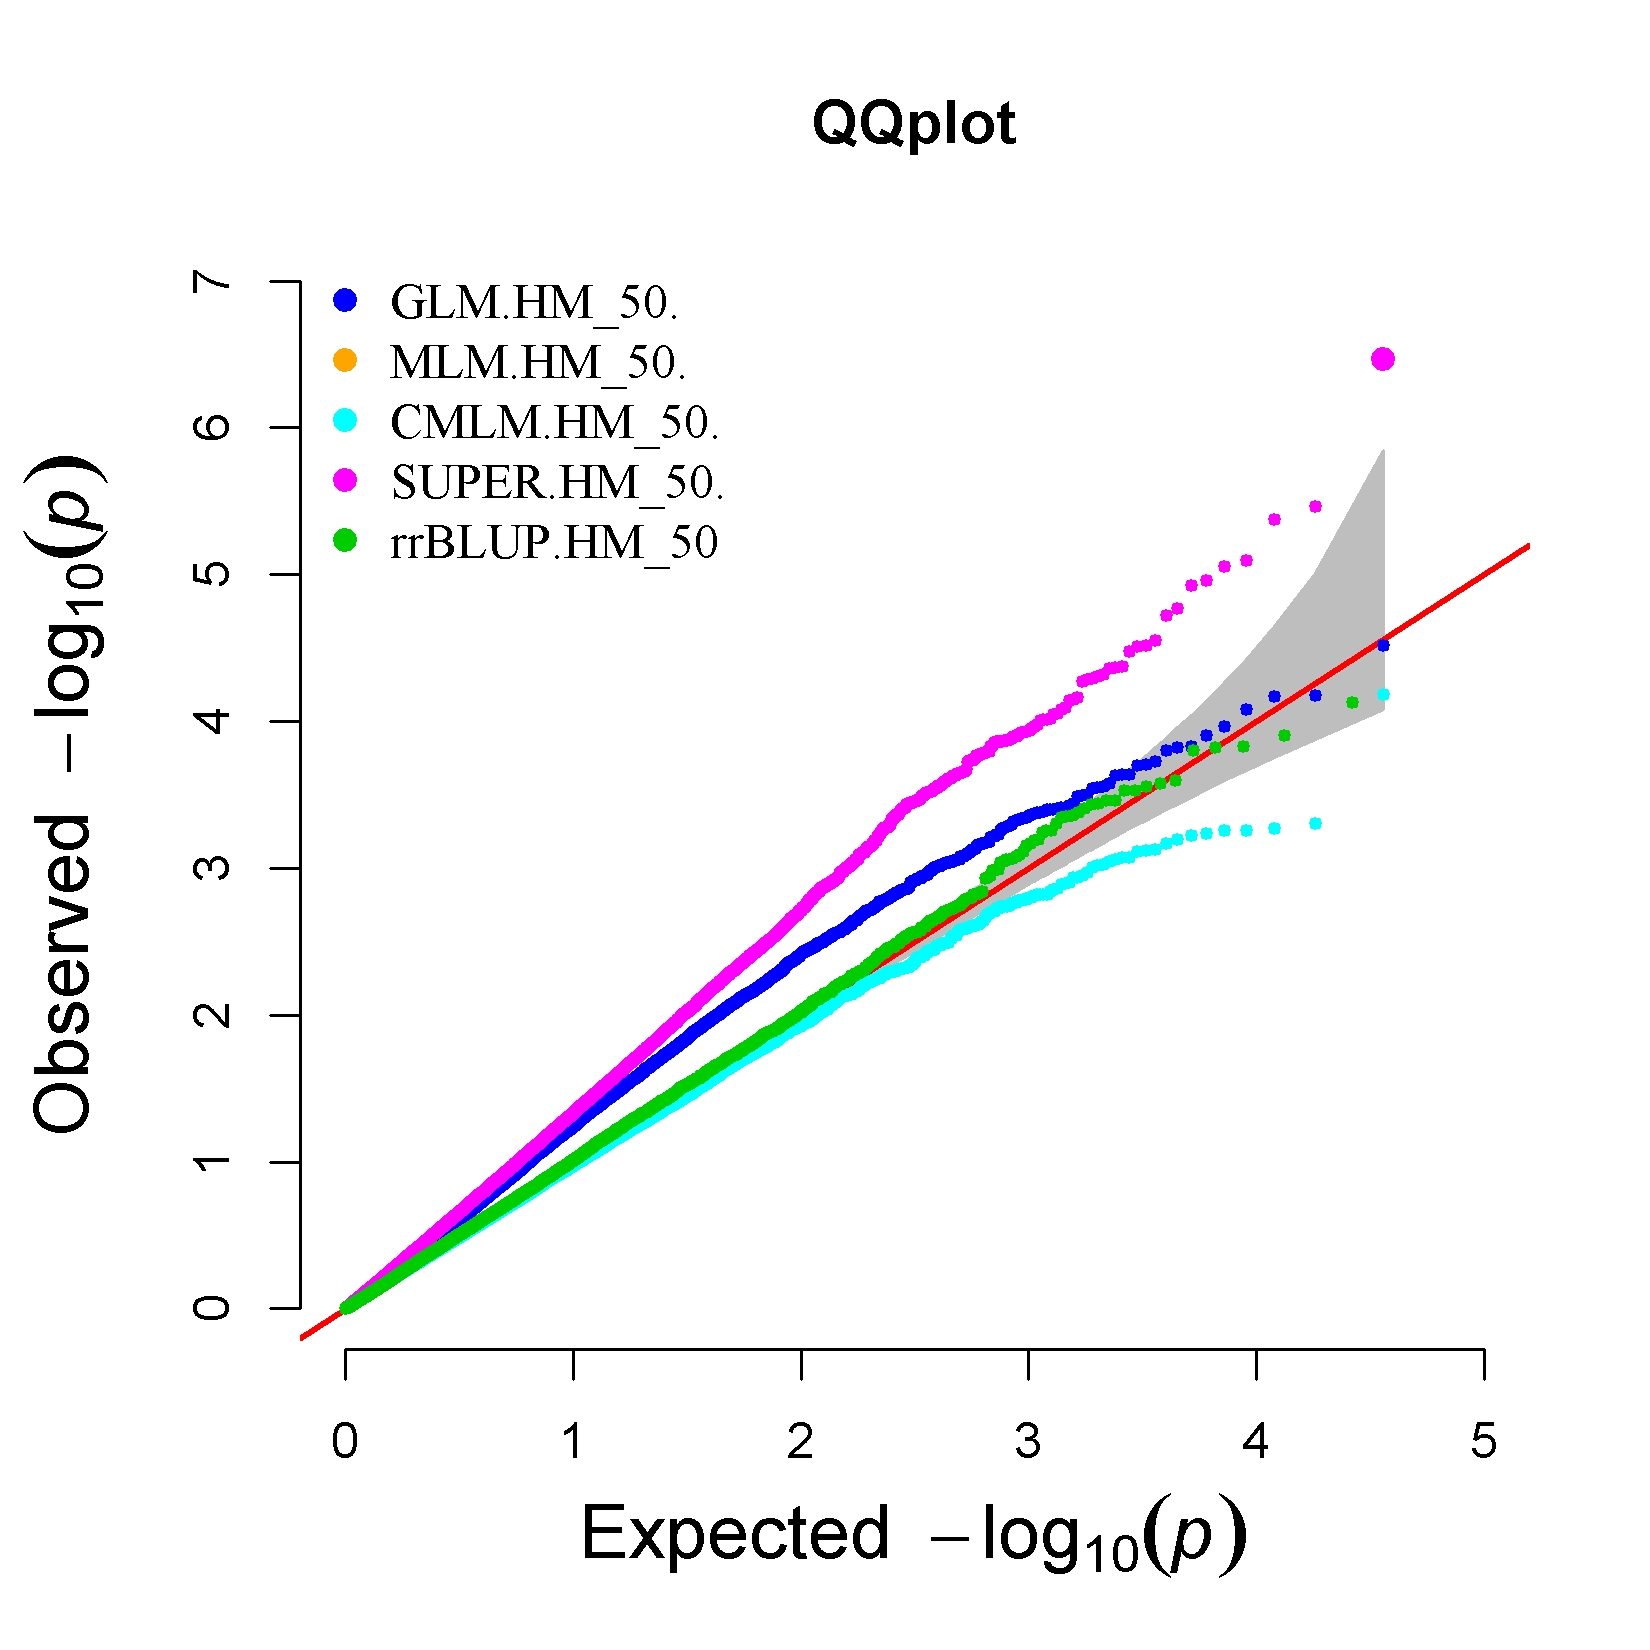 QQplot
GLM.HM_50.
MLM.HM_50.
CMLM.HM_50.
SUPER.HM_50.
rrBLUP.HM_50
Observed −log₁₀(p)
7
6
5
4
3
2
1
0
0 1 2 3 4 5
Expected −log₁₀(p)